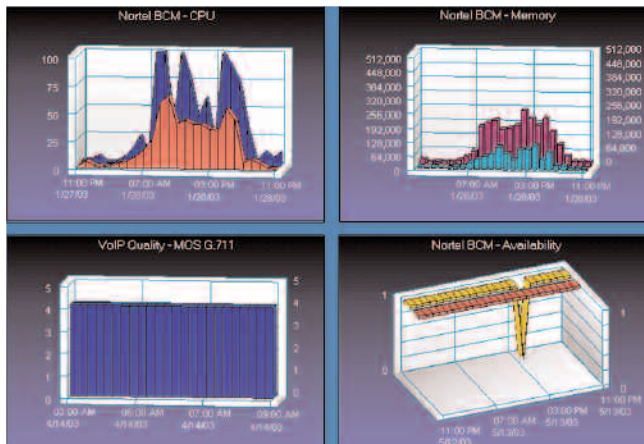 Nortel BCM - CPU
100
75
50
25
0
11:00 PM 07:00 AM 03:00 PM 11:00 PM
1/27/03 1/28/03 1/28/03 1/28/03
Nortel BCM - Memory
512,000 512,000
448,000 448,000
384,000 384,000
320,000 320,000
256,000 256,000
192,000 192,000
128,000 128,000
64,000 64,000
0 0
07:00 AM 03:00 PM 11:00 PM
1/28/03 1/28/03 1/28/03
VoIP Quality - MOS G.711
5 5
4 4
3 3
2 2
1 1
0 0
03:00 AM 05:00 AM 07:00 AM 09:00 AM
4/14/03 4/14/03 4/14/03 4/14/03
Nortel BCM - Availability
1 1
0 0
11:00 PM 07:00 AM 03:00 PM 11:00 PM
5/12/03 5/13/03 5/13/03 5/13/03